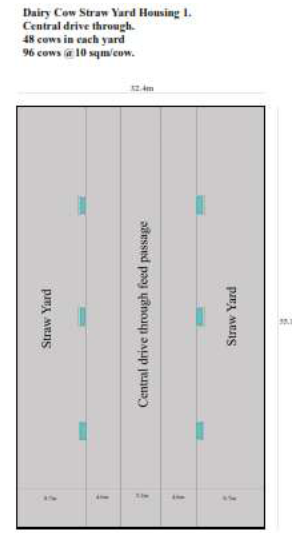 Dairy Cow Straw Yard Housing 1.
Central drive through.
48 cows in each yard
96 cows @ 10 sqm/cow.
32.4m
Straw Yard
Central drive through feed passage
Straw Yard